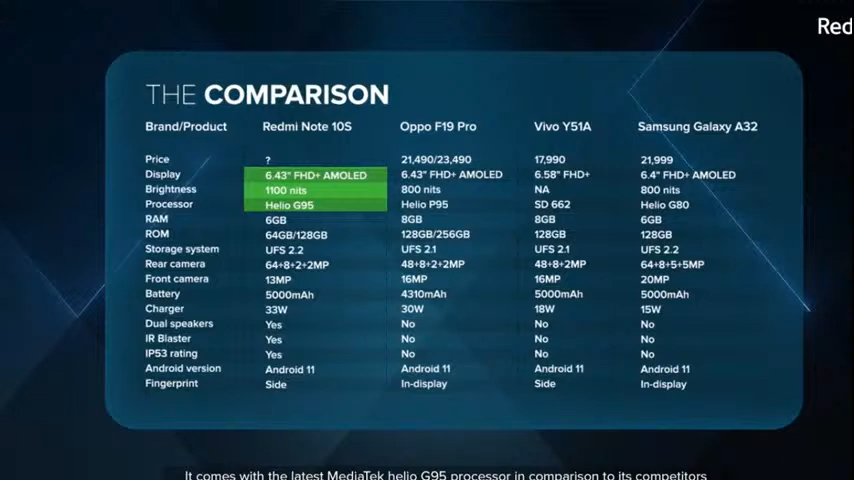 Red
THE COMPARISON
Brand/Product Redmi Note 10S Oppo F19 Pro Vivo Y51A Samsung Galaxy A32
Price ? 21,490/23,490 17,990 21,999
Display 6.43" FHD+ AMOLED 6.43" FHD+ AMOLED 6.58" FHD+ 6.4" FHD+ AMOLED
Brightness 1100 nits 800 nits NA 800 nits
Processor Helio G95 Helio P95 SD 662 Helio G80
RAM 6GB 8GB 8GB 6GB
ROM 64GB/128GB 128GB/256GB 128GB 128GB
Storage system UFS 2.2 UFS 2.1 UFS 2.1 UFS 2.2
Rear camera 64+8+2+2MP 48+8+2+2MP 48+8+2MP 64+8+5+5MP
Front camera 13MP 16MP 16MP 20MP
Battery 5000mAh 4310mAh 5000mAh 5000mAh
Charger 33W 30W 18W 15W
Dual speakers Yes No No No
IR Blaster Yes No No No
IP53 rating Yes No No No
Android version Android 11 Android 11 Android 11 Android 11
Fingerprint Side In-display Side In-display
It comes with the latest MediaTek helio G95 processor in comparison to its competitors